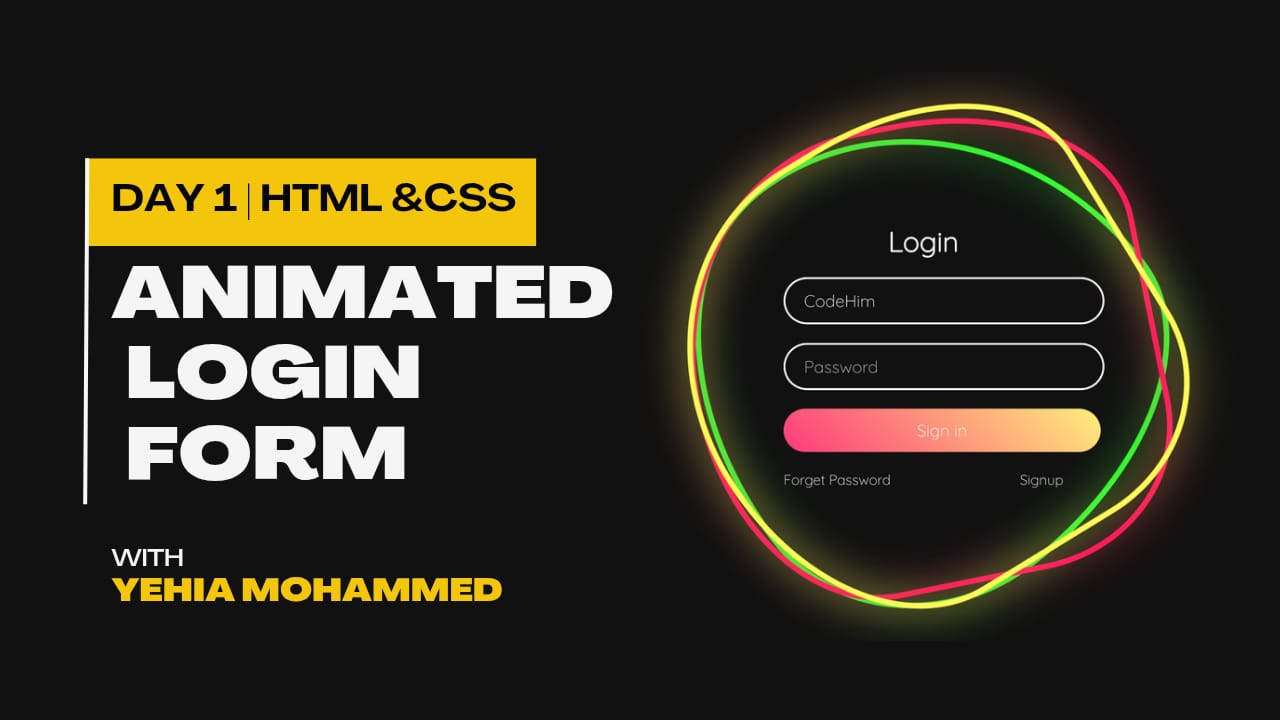 DAY 1 | HTML &CSS
ANIMATED
LOGIN
FORM
WITH
YEHIA MOHAMMED
Login
CodeHim
Password
Sign in
Forget Password Signup